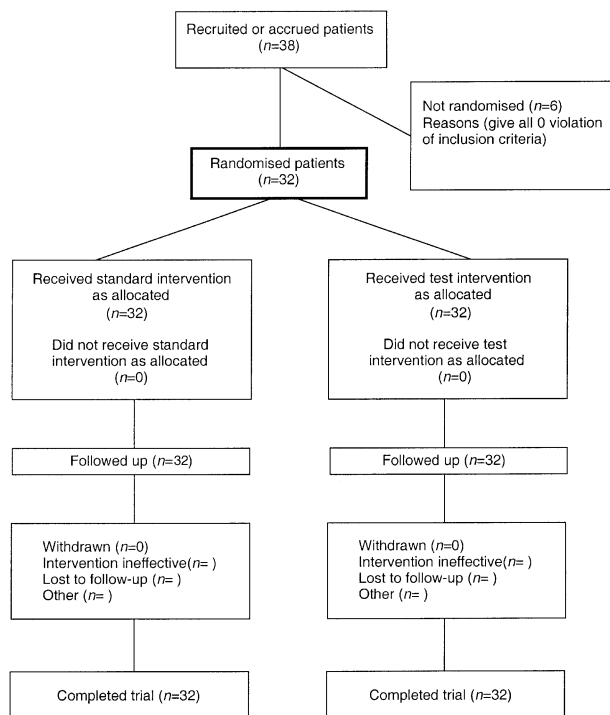 Recruited or accrued patients
(n=38)
Not randomised (n=6)
Reasons (give all 0 violation
of inclusion criteria)
Randomised patients
(n=32)
Received standard intervention
as allocated
(n=32)
Did not receive standard
intervention as allocated
(n=0)
Received test intervention
as allocated
(n=32)
Did not receive test
intervention as allocated
(n=0)
Followed up (n=32)
Followed up (n=32)
Withdrawn (n=0)
Intervention ineffective(n= )
Lost to follow-up (n= )
Other (n= )
Withdrawn (n=0)
Intervention ineffective(n= )
Lost to follow-up (n= )
Other (n= )
Completed trial (n=32)
Completed trial (n=32)